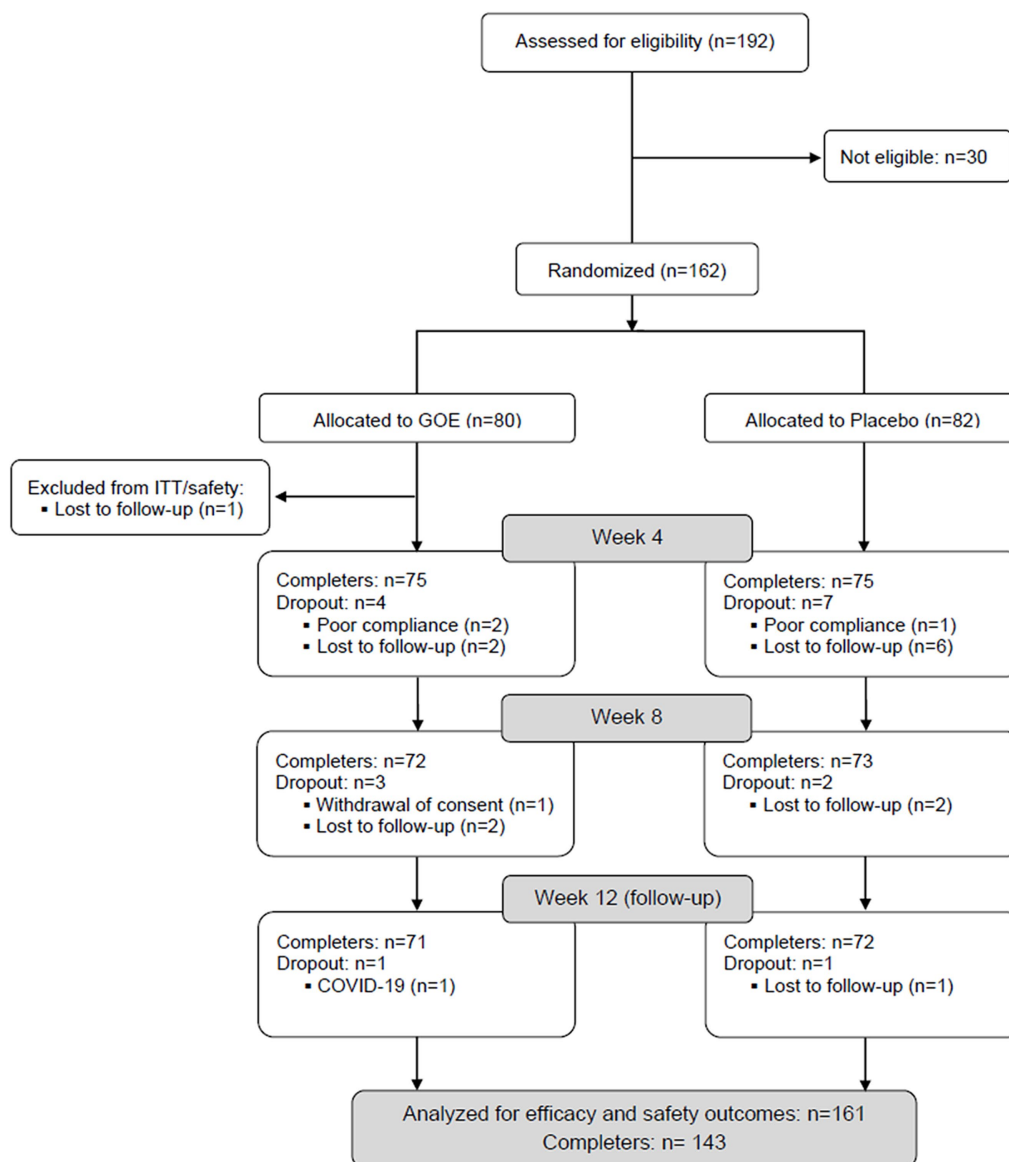 Assessed for eligibility (n=192)
Not eligible: n=30
Randomized (n=162)
Allocated to GOE (n=80)
Allocated to Placebo (n=82)
Excluded from ITT/safety:
▪ Lost to follow-up (n=1)
Week 4
Completers: n=75
Dropout: n=4
▪ Poor compliance (n=2)
▪ Lost to follow-up (n=2)
Completers: n=75
Dropout: n=7
▪ Poor compliance (n=1)
▪ Lost to follow-up (n=6)
Week 8
Completers: n=72
Dropout: n=3
▪ Withdrawal of consent (n=1)
▪ Lost to follow-up (n=2)
Completers: n=73
Dropout: n=2
▪ Lost to follow-up (n=2)
Week 12 (follow-up)
Completers: n=71
Dropout: n=1
▪ COVID-19 (n=1)
Completers: n=72
Dropout: n=1
▪ Lost to follow-up (n=1)
Analyzed for efficacy and safety outcomes: n=161
Completers: n= 143